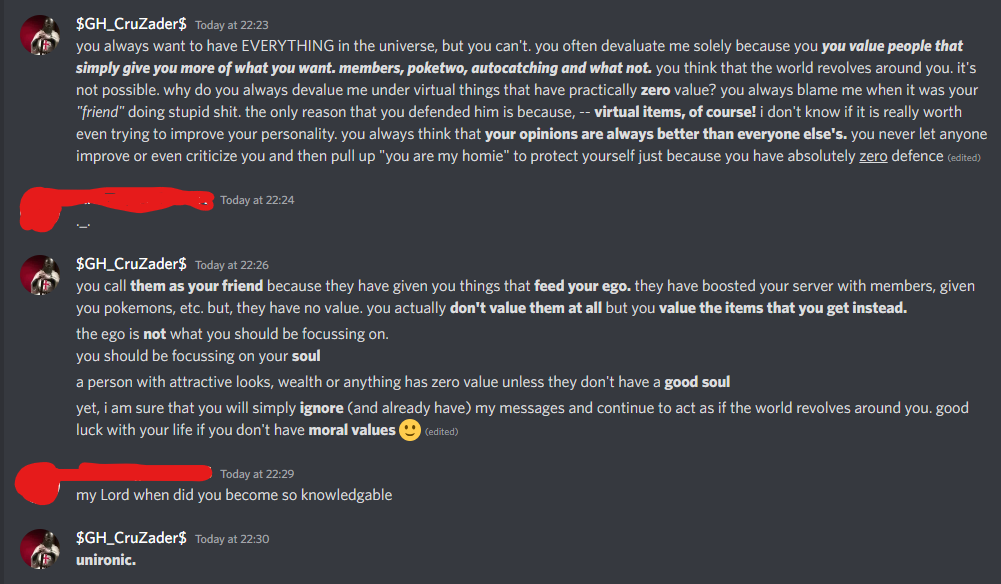 $GH_CruZader$ Today at 22:23
you always want to have EVERYTHING in the universe, but you can't. you often devaluate me solely because you you value people that
simply give you more of what you want. members, poketwo, autocatching and what not. you think that the world revolves around you. it's
not possible. why do you always devalue me under virtual things that have practically zero value? you always blame me when it was your
"friend" doing stupid shit. the only reason that you defended him is because, -- virtual items, of course! i don't know if it is really worth
even trying to improve your personality. you always think that your opinions are always better than everyone else's. you never let anyone
improve or even criticize you and then pull up "you are my homie" to protect yourself just because you have absolutely zero defence (edited)
Today at 22:24
._.
$GH_CruZader$ Today at 22:26
you call them as your friend because they have given you things that feed your ego. they have boosted your server with members, given
you pokemons, etc. but, they have no value. you actually don't value them at all but you value the items that you get instead.
the ego is not what you should be focussing on.
you should be focussing on your soul
a person with attractive looks, wealth or anything has zero value unless they don't have a good soul
yet, i am sure that you will simply ignore (and already have) my messages and continue to act as if the world revolves around you. good
luck with your life if you don't have moral values 🙂 (edited)
Today at 22:29
my Lord when did you become so knowledgable
$GH_CruZader$ Today at 22:30
unironic.